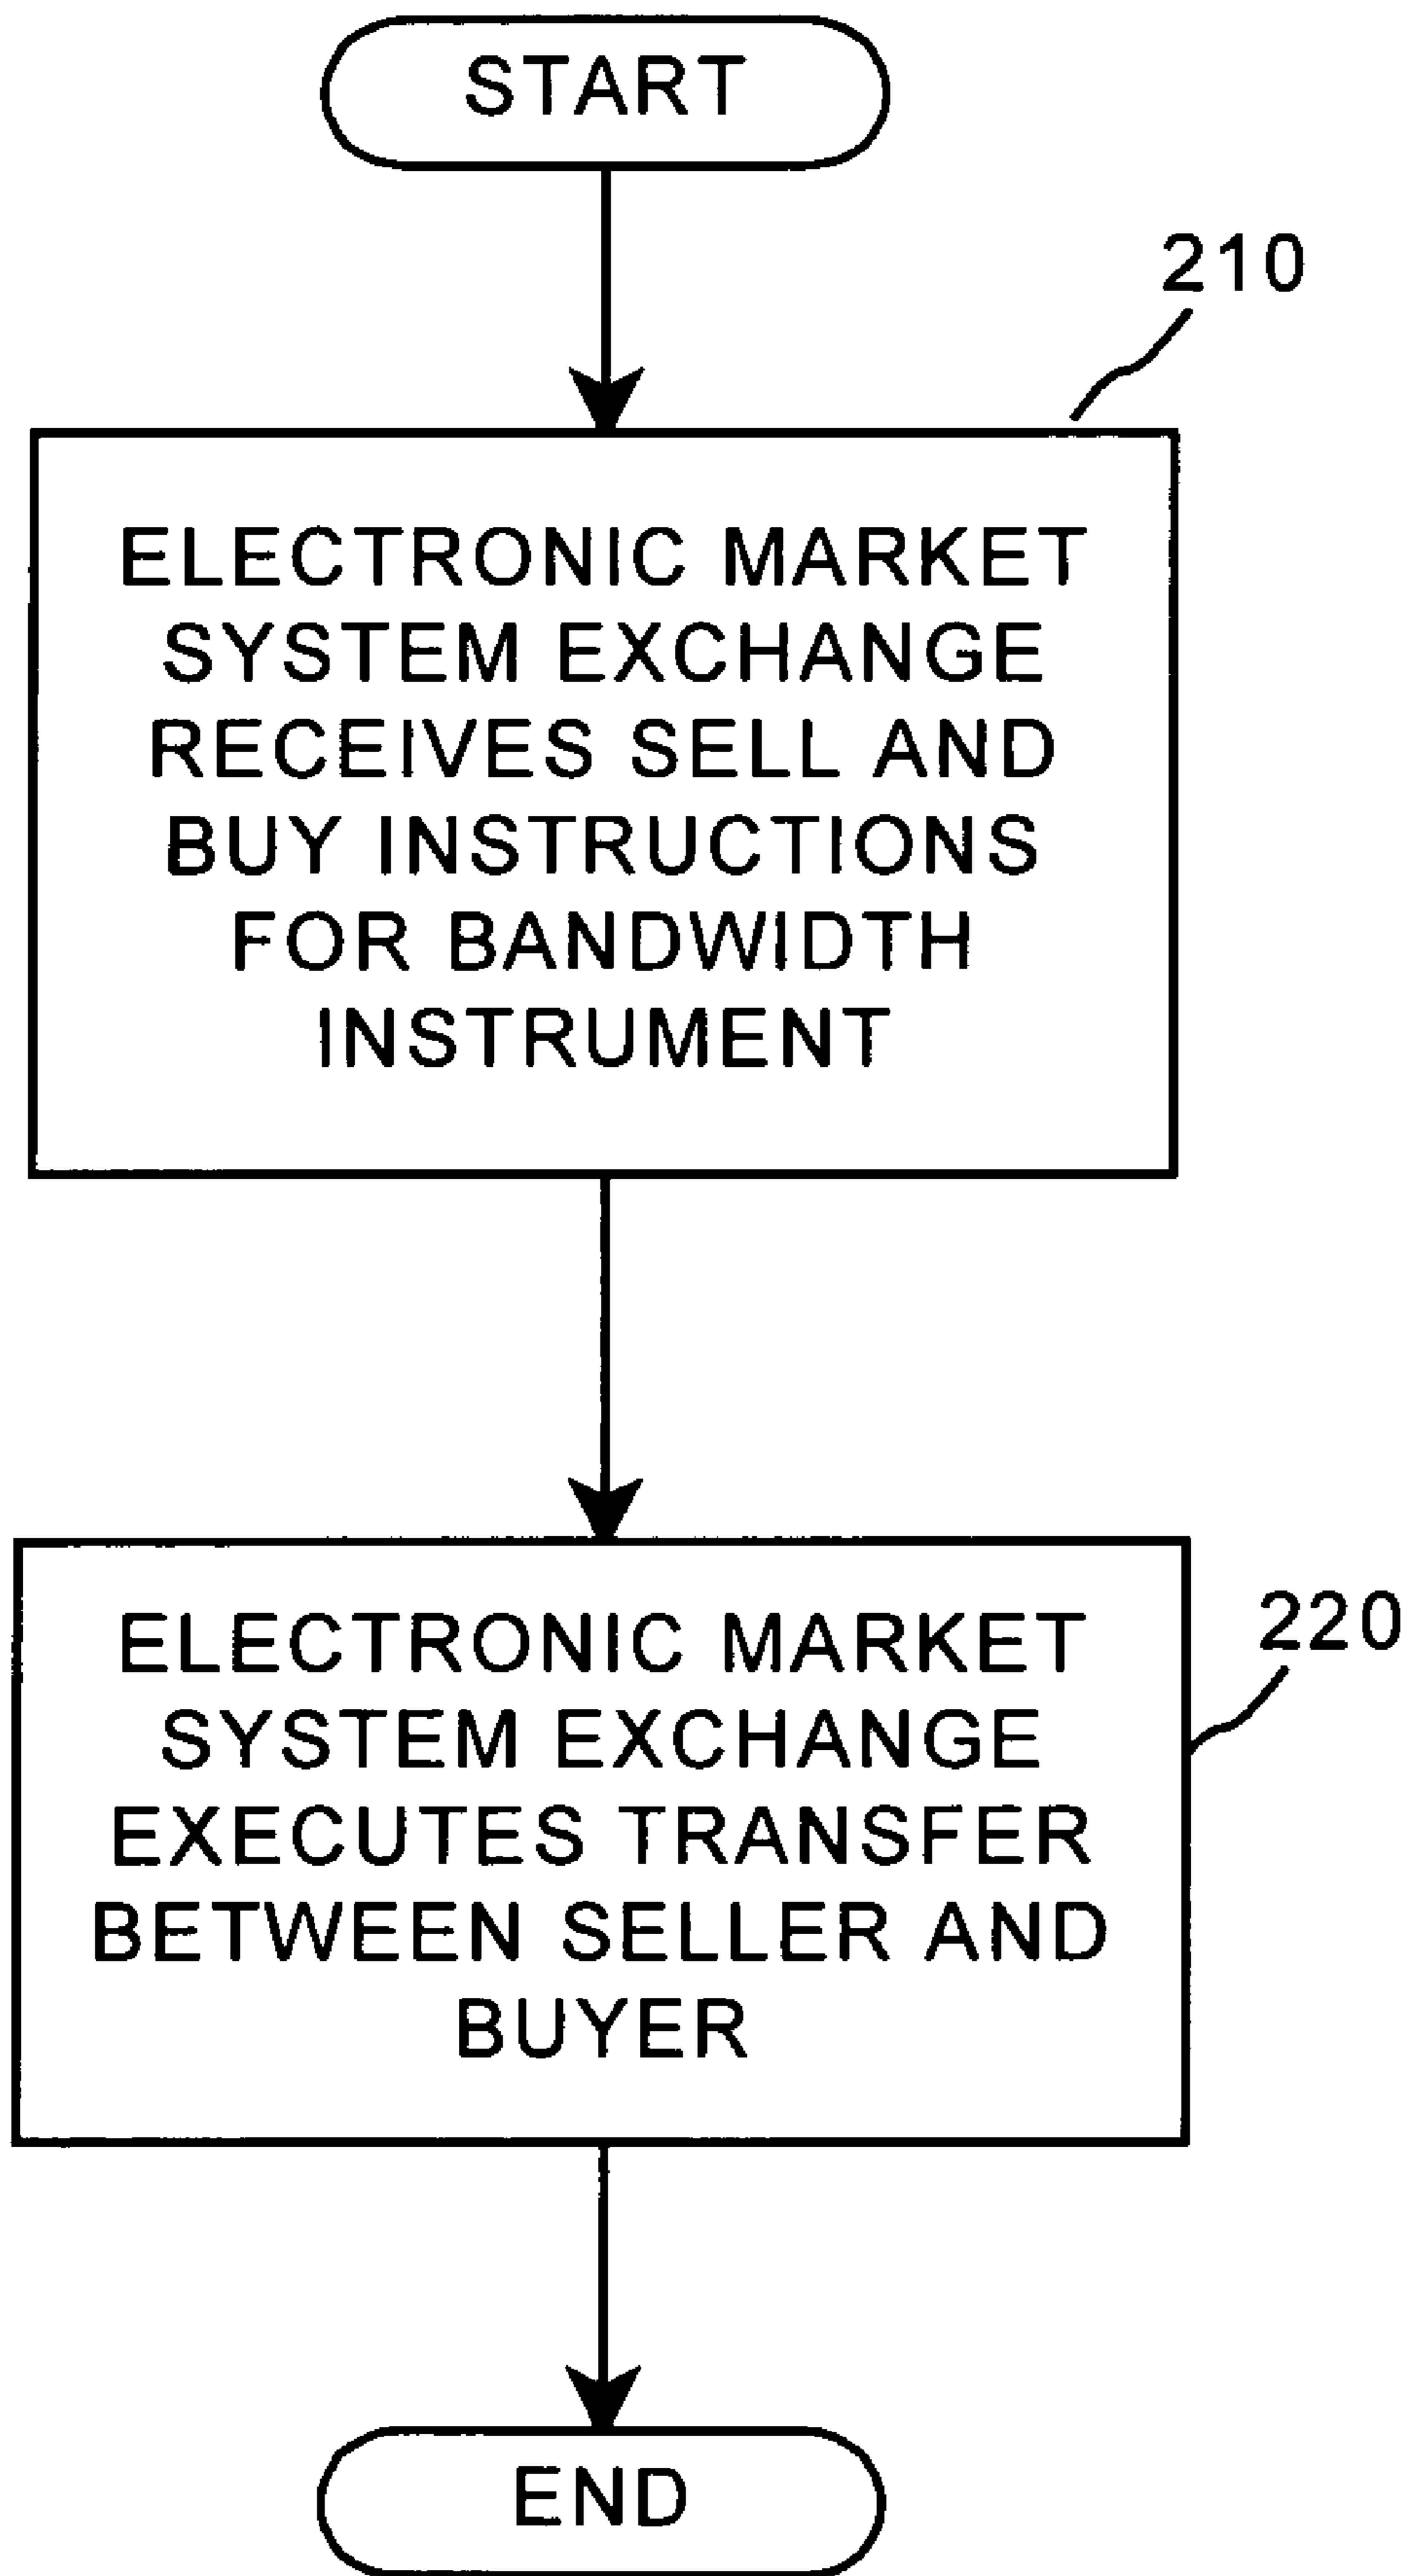 START
210
ELECTRONIC MARKET
SYSTEM EXCHANGE
RECEIVES SELL AND
BUY INSTRUCTIONS
FOR BANDWIDTH
INSTRUMENT
220
ELECTRONIC MARKET
SYSTEM EXCHANGE
EXECUTES TRANSFER
BETWEEN SELLER AND
BUYER
END